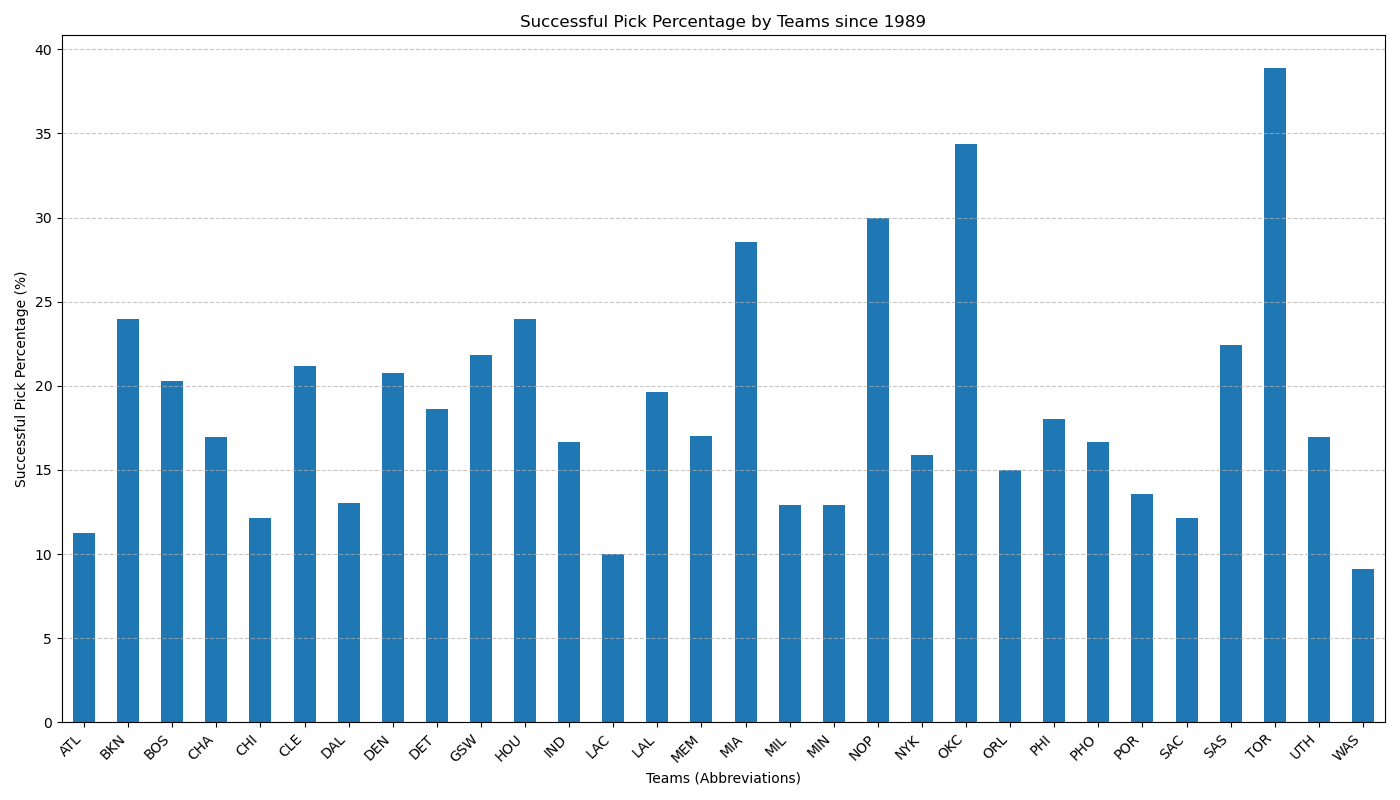 Successful Pick Percentage by Teams since 1989
Successful Pick Percentage (%)
40
35
30
25
20
15
10
5
0
ATL
BKN
BOS
CHA
CHI
CLE
DAL
DEN
DET
GSW
HOU
IND
LAC
LAL
MEM
MIA
MIL
MIN
NOP
NYK
OKC
ORL
PHI
PHO
POR
SAC
SAS
TOR
UTH
WAS
Teams (Abbreviations)